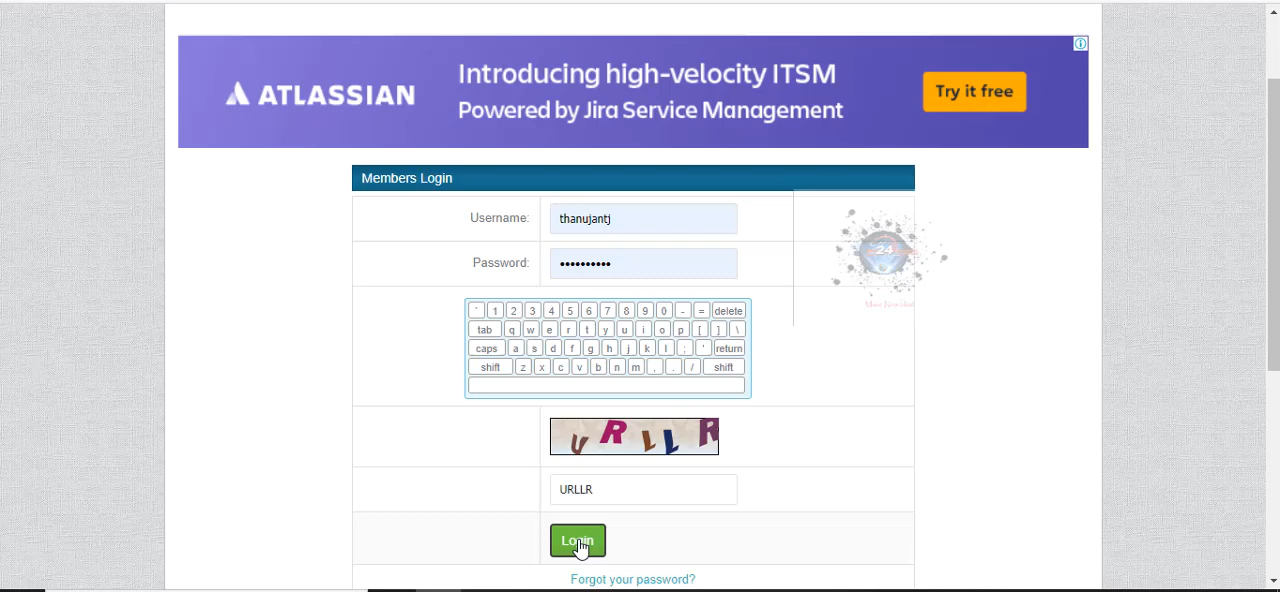 ATLASSIAN
Introducing high-velocity ITSM
Powered by Jira Service Management
Try it free
Members Login
Username:
thanujantj
Password:
••••••••••
` 1 2 3 4 5 6 7 8 9 0 - = delete
tab q w e r t y u i o p [ ] \
caps a s d f g h j k l ; ' return
shift z x c v b n m , . / shift
U R L L R
URLLR
Login
Forgot your password?
24